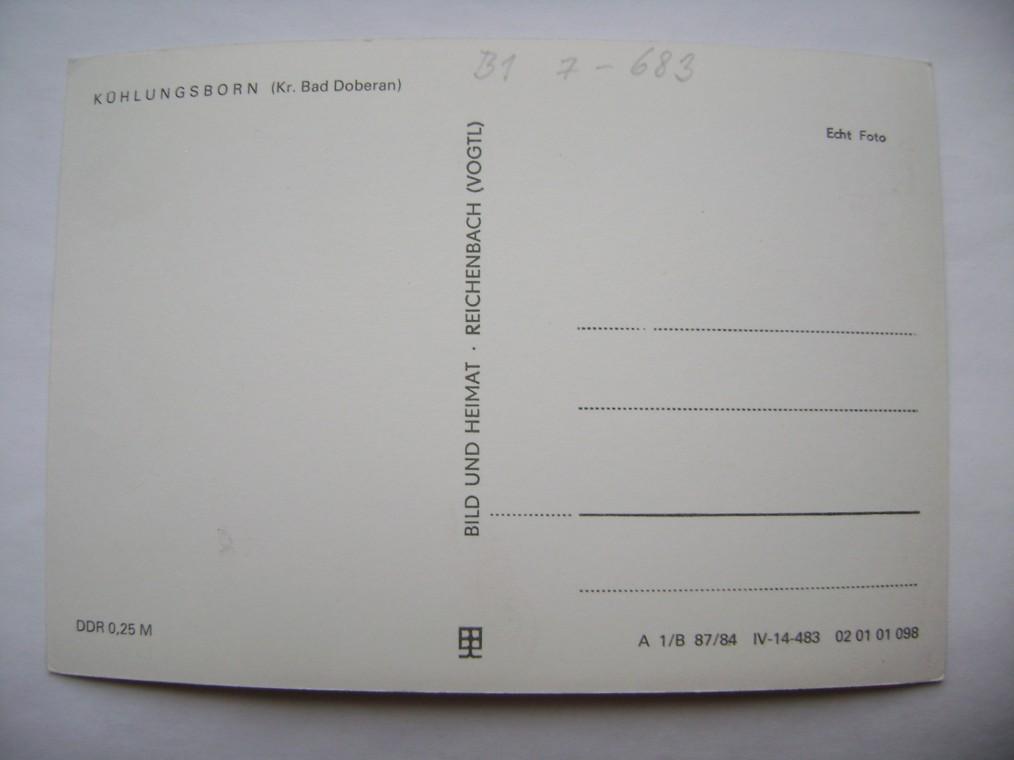 B1 7-683
KÜHLUNGSBORN (Kr. Bad Doberan)
Echt Foto
BILD UND HEIMAT · REICHENBACH (VOGTL)
DDR 0,25 M
A 1/B 87/84 IV-14-483 02 01 01 098